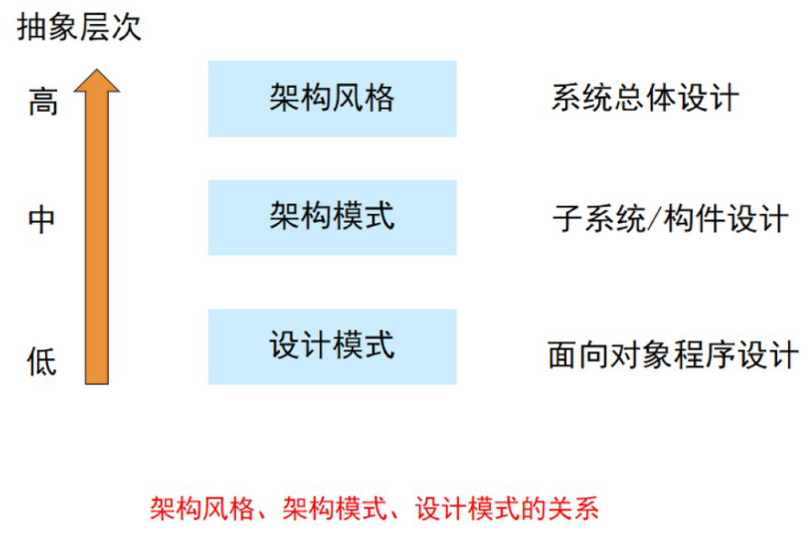 抽象层次
高 架构风格 系统总体设计
中 架构模式 子系统/构件设计
低 设计模式 面向对象程序设计
架构风格、架构模式、设计模式的关系